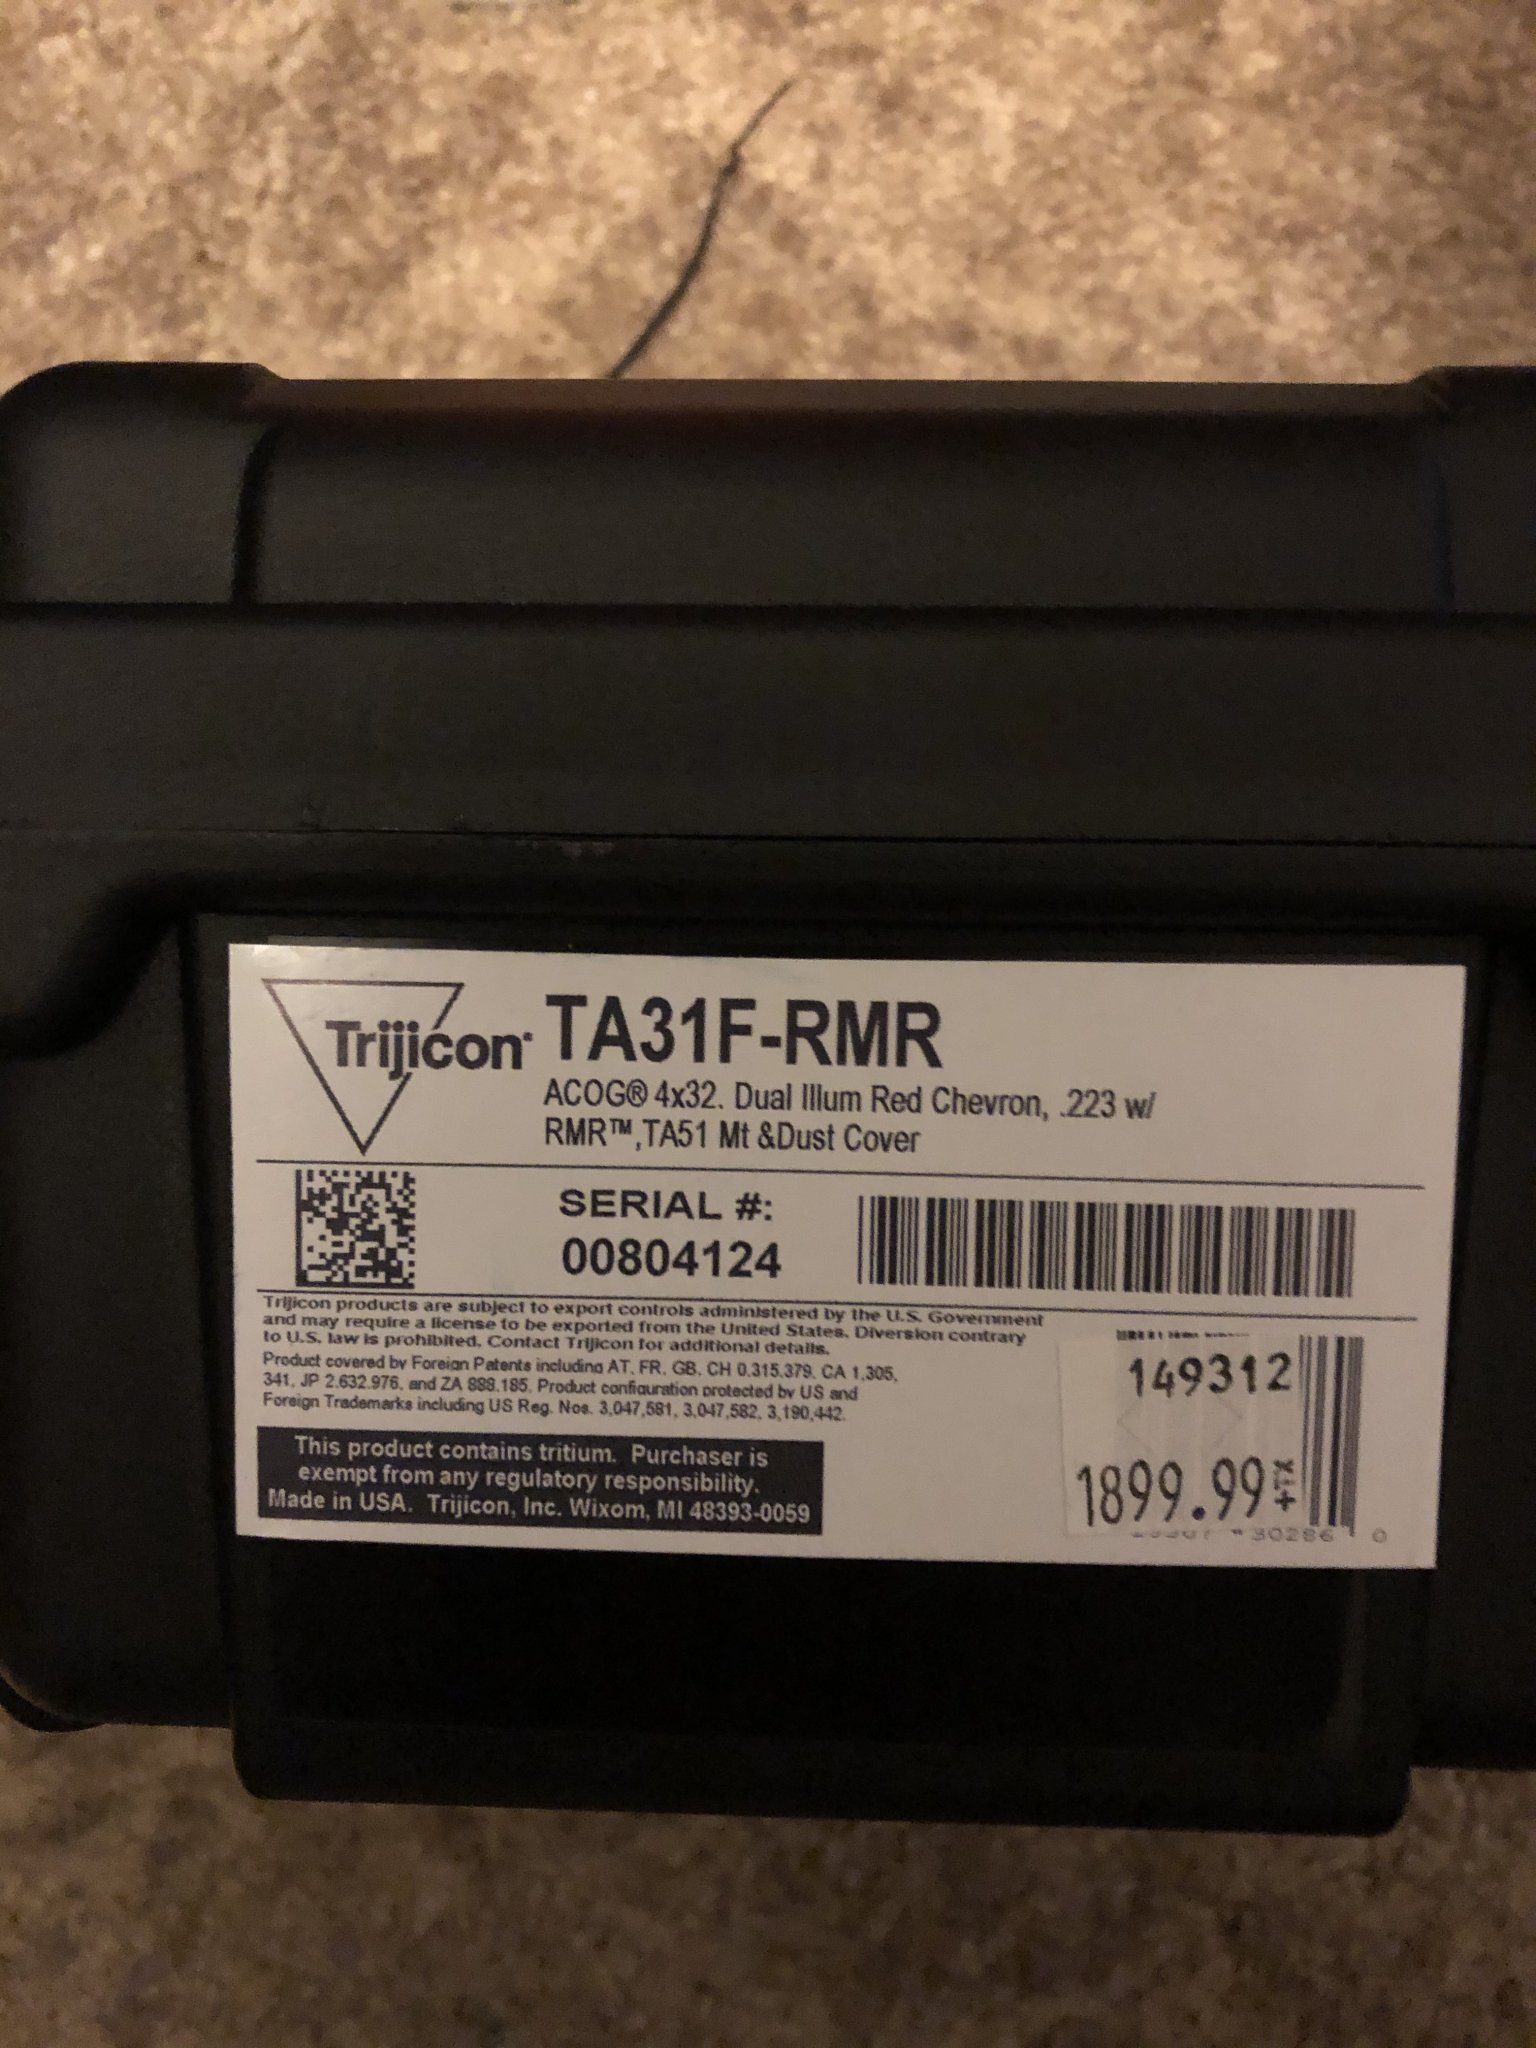 Trijicon
TA31F-RMR
ACOG® 4x32. Dual Illum Red Chevron, .223 w/
RMR™,TA51 Mt &Dust Cover
SERIAL #:
00804124
Trijicon products are subject to export controls administered by the U.S. Government
and may require a license to be exported from the United States. Diversion contrary
to U.S. law is prohibited. Contact Trijicon for additional details.
Product covered by Foreign Patents including AT, FR, GB, CH 0.315.379, CA 1,305,
341, JP 2.632.976, and ZA 888.185. Product configuration protected by US and
Foreign Trademarks including US Reg. Nos. 3,047,581, 3,047,582, 3,190,442.
This product contains tritium. Purchaser is
exempt from any regulatory responsibility.
Made in USA. Trijicon, Inc. Wixom, MI 48393-0059
149312
1899.99
30286 0